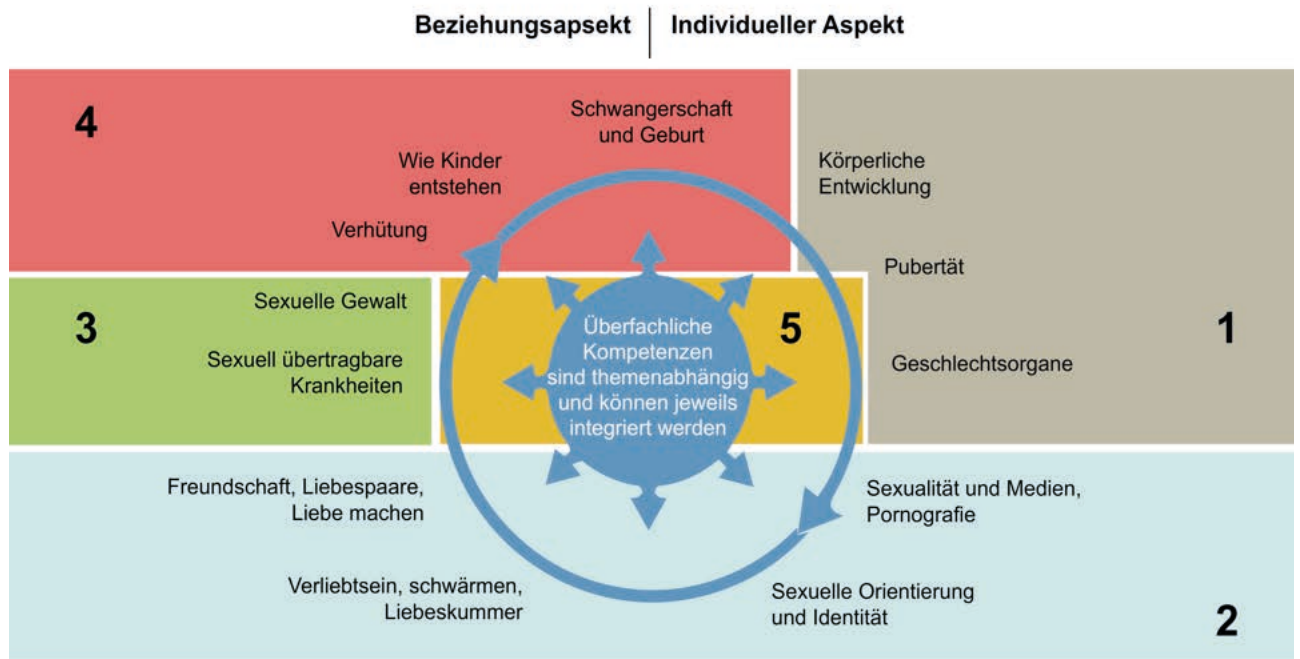 Beziehungsapsekt
Individueller Aspekt
4
Schwangerschaft
und Geburt
Wie Kinder
entstehen
Verhütung
Körperliche
Entwicklung
Pubertät
Geschlechtsorgane
1
3
Sexuelle Gewalt
Sexuell übertragbare
Krankheiten
5
Überfachliche
Kompetenzen
sind themenabhängig
und können jeweils
integriert werden
Freundschaft, Liebespaare,
Liebe machen
Verliebtsein, schwärmen,
Liebeskummer
Sexualität und Medien,
Pornografie
Sexuelle Orientierung
und Identität
2